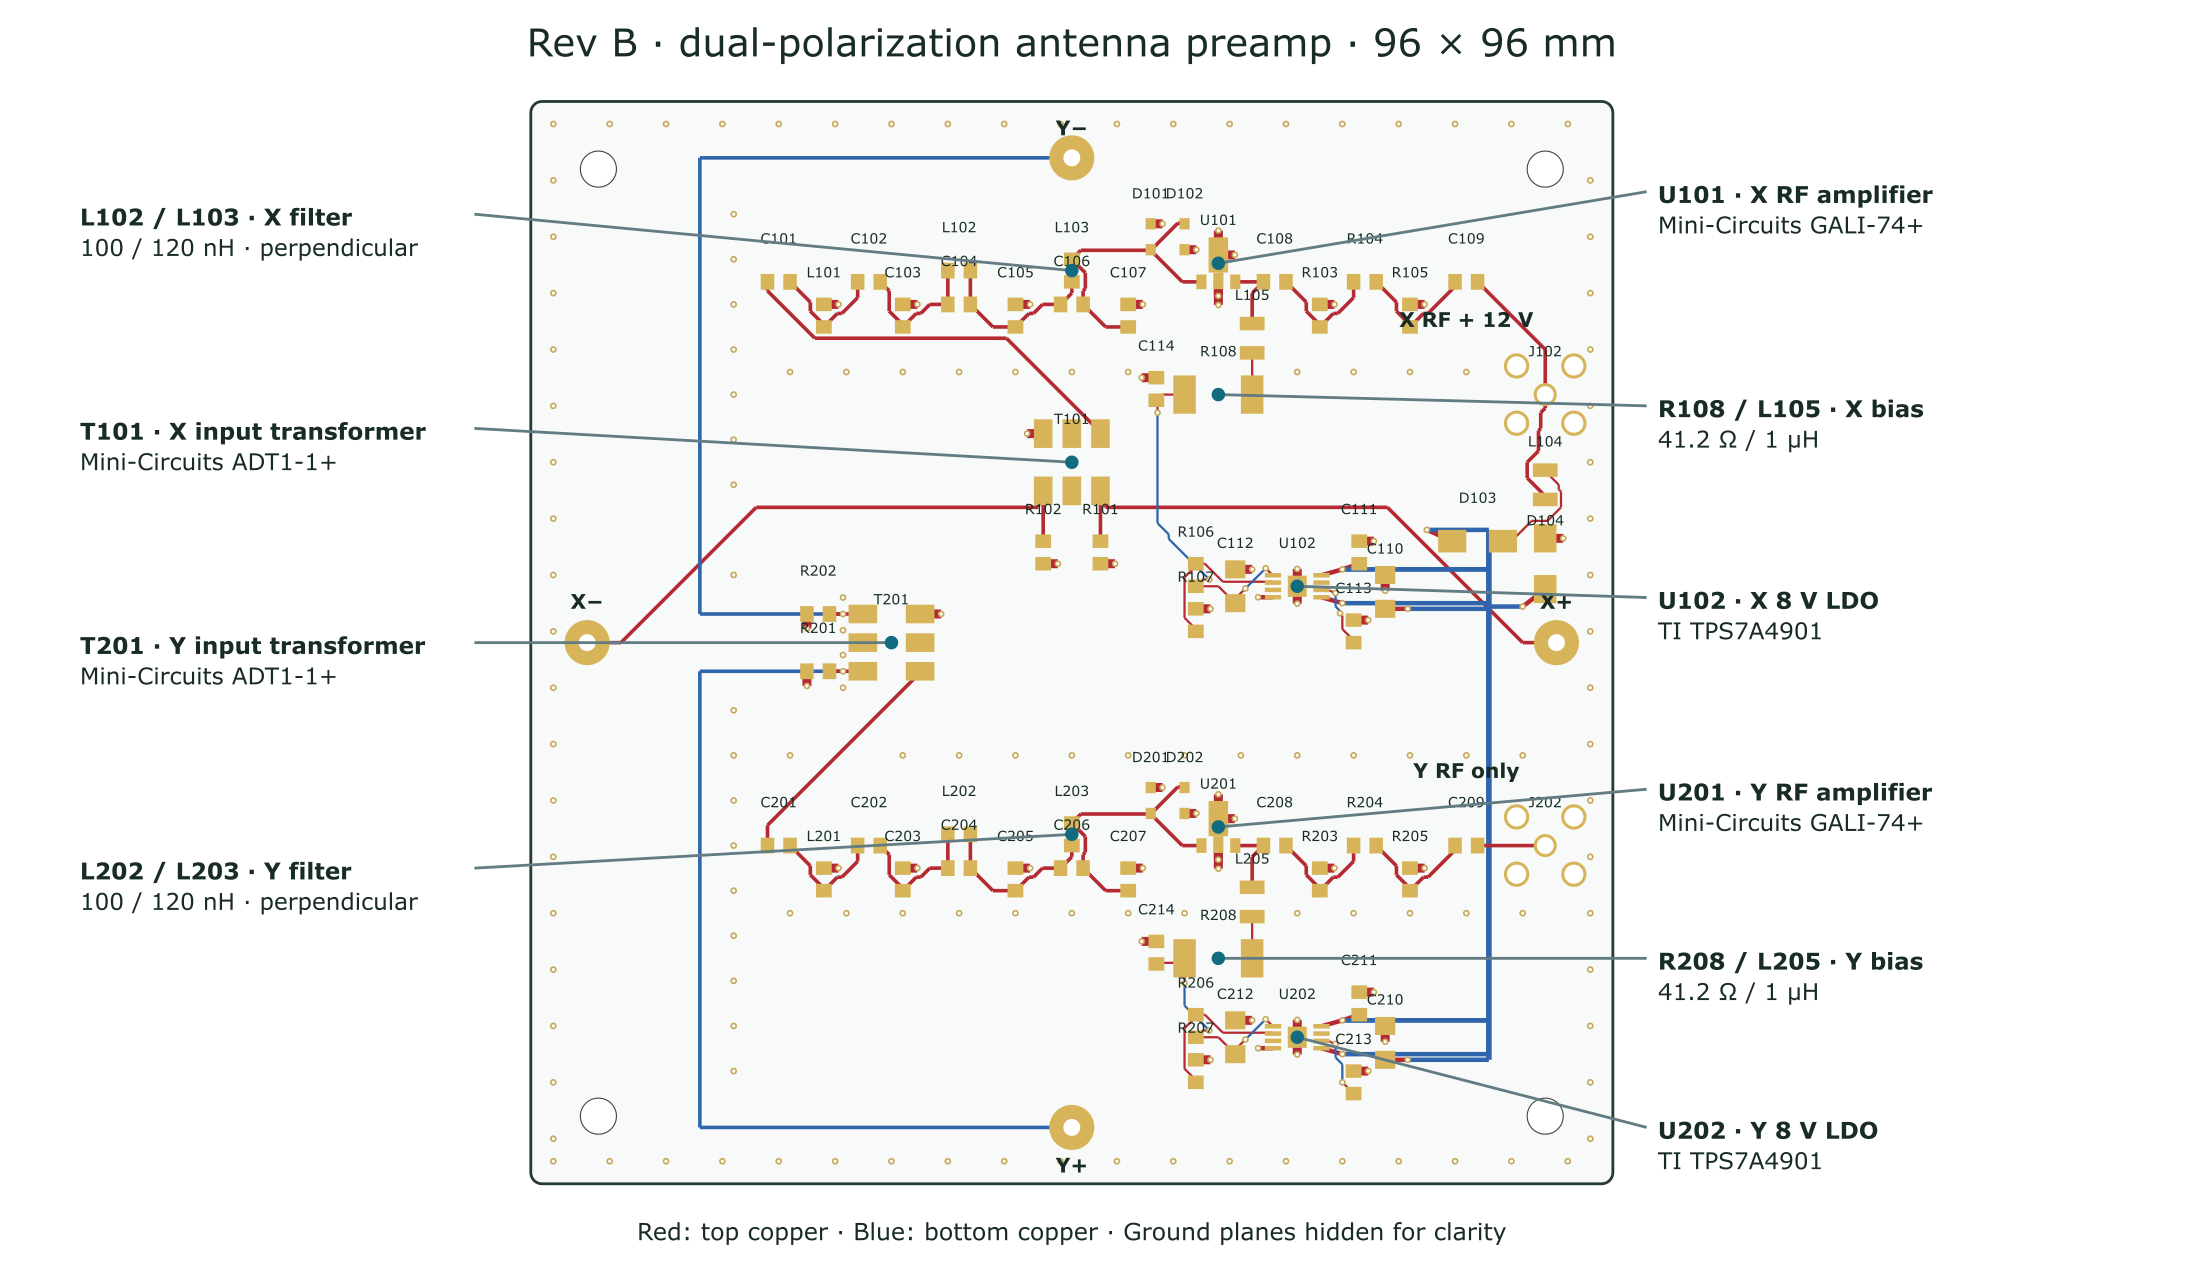 Rev B · dual-polarization antenna preamp · 96 × 96 mm
Y−
D101 D102
L102 / L103 · X filter
100 / 120 nH · perpendicular
U101 · X RF amplifier
Mini-Circuits GALI-74+
C101 C102 L102 L103 U101 C108 R104 C109
L101 C103 C104 C105 C106 C107 L105 R103 R105
X RF + 12 V
C114 R108 J102
R108 / L105 · X bias
41.2 Ω / 1 µH
T101 · X input transformer
Mini-Circuits ADT1-1+
T101
L104
R102 R101 C111 D103
D104
R106 C112 U102 C110
R107 C113
R202
T201
R201
X−
X+
U102 · X 8 V LDO
TI TPS7A4901
T201 · Y input transformer
Mini-Circuits ADT1-1+
D201 D202
Y RF only
U201 · Y RF amplifier
Mini-Circuits GALI-74+
C201 C202 L202 L203 U201 C208 R204 C209 J202
L201 C203 C204 C205 C206 C207 L205 R203 R205
L202 / L203 · Y filter
100 / 120 nH · perpendicular
C214 R208
R208 / L205 · Y bias
41.2 Ω / 1 µH
C211
R206 C212 U202 C210
R207 C213
U202 · Y 8 V LDO
TI TPS7A4901
Y+
Red: top copper · Blue: bottom copper · Ground planes hidden for clarity